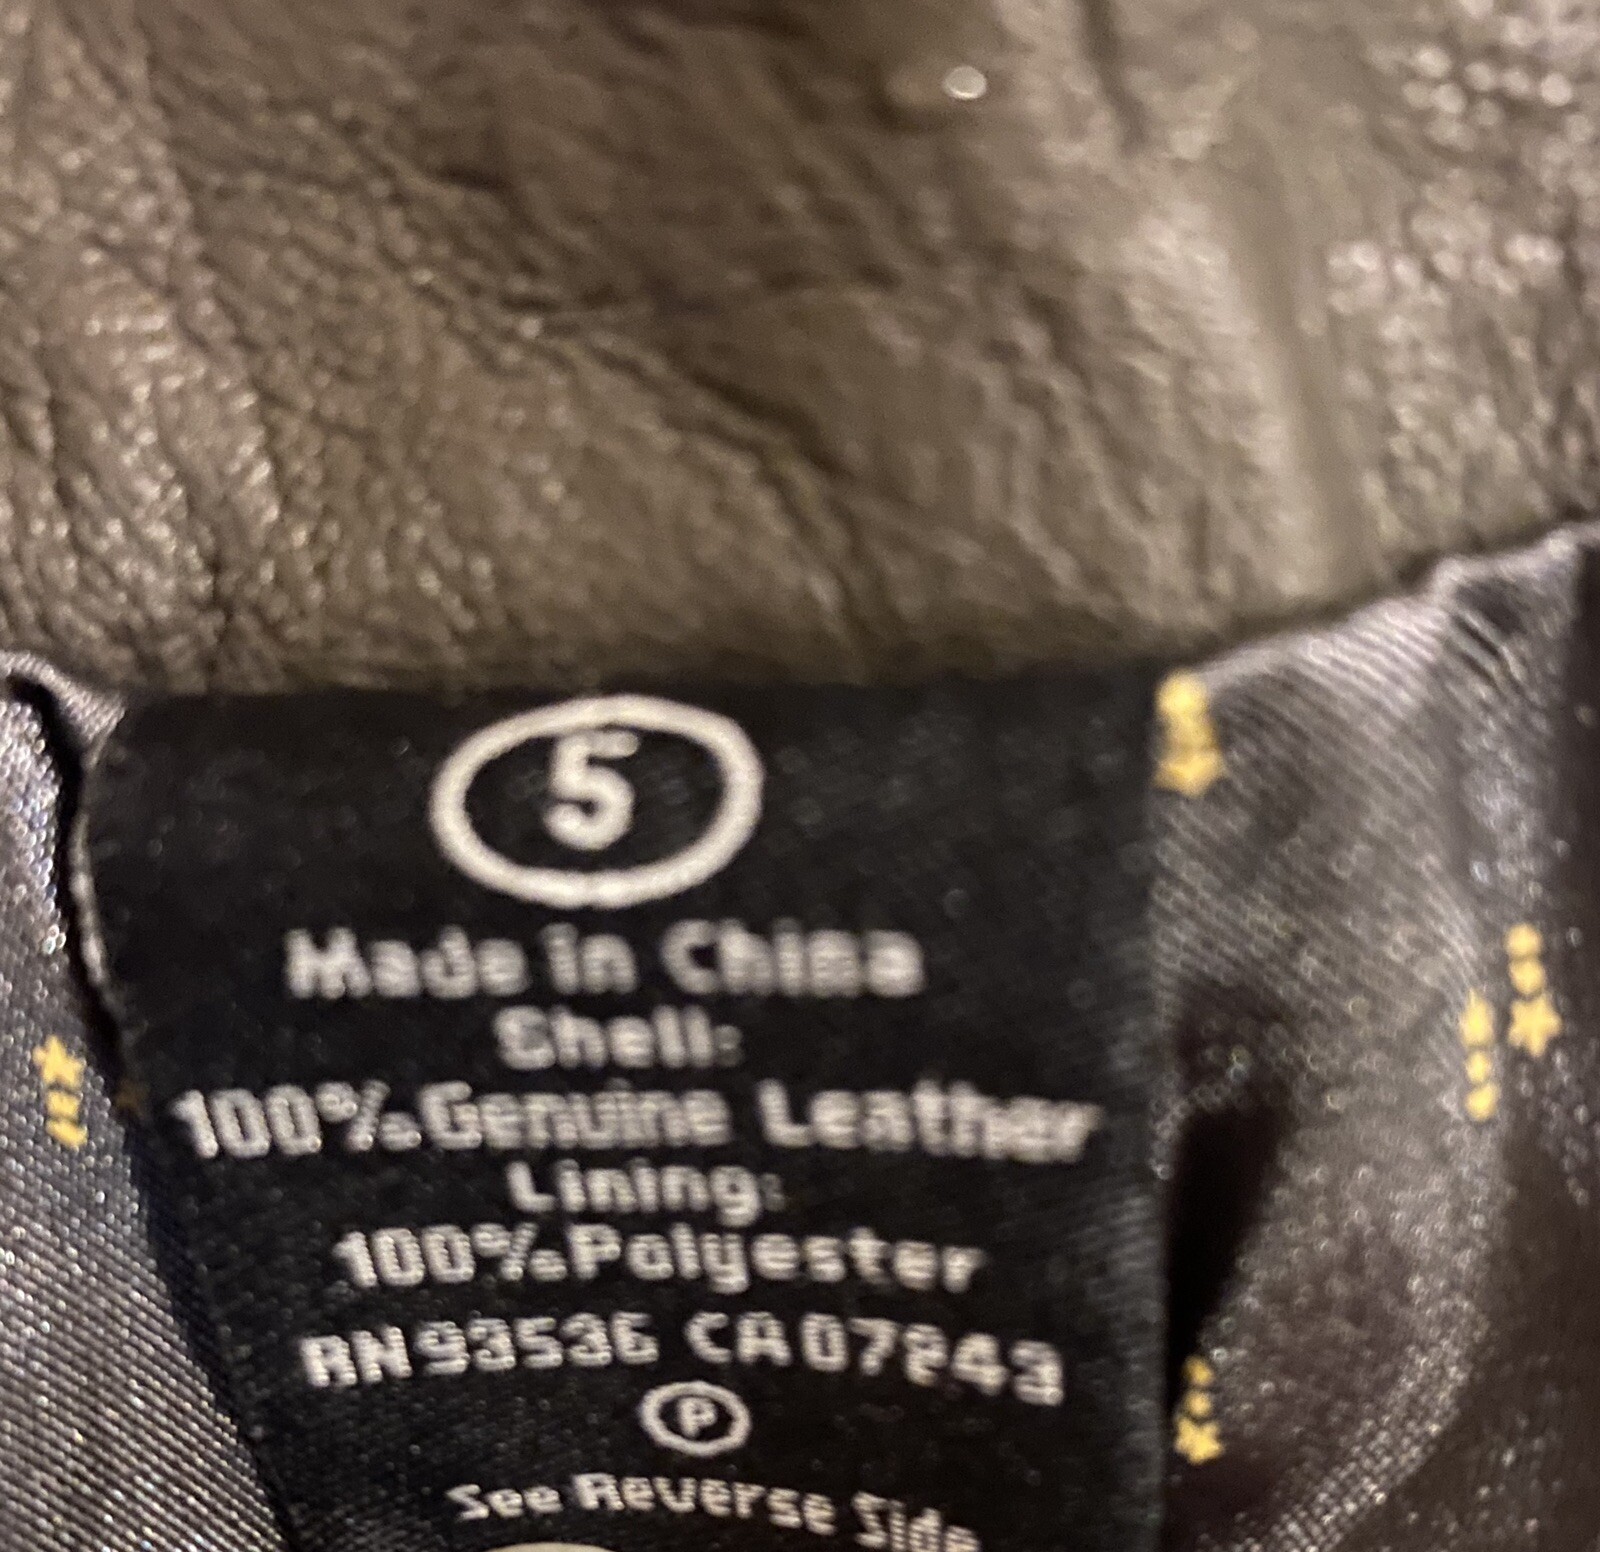 5
Made in China
Shell:
100% Genuine Leather
Lining:
100% Polyester
RN 93536 CA 07243
P
See Reverse Side